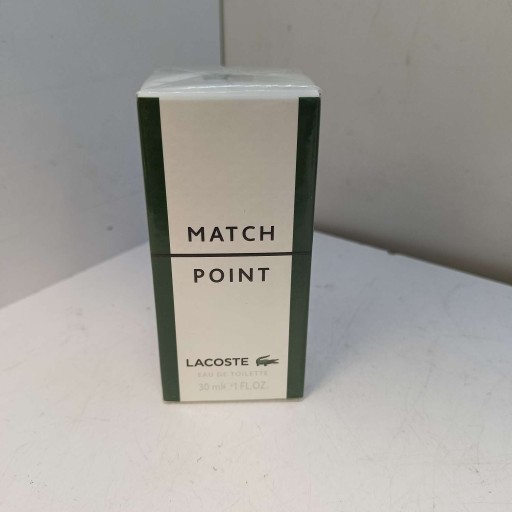 MATCH
POINT
LACOSTE
EAU DE TOILETTE
30 ml 1 FL.OZ.